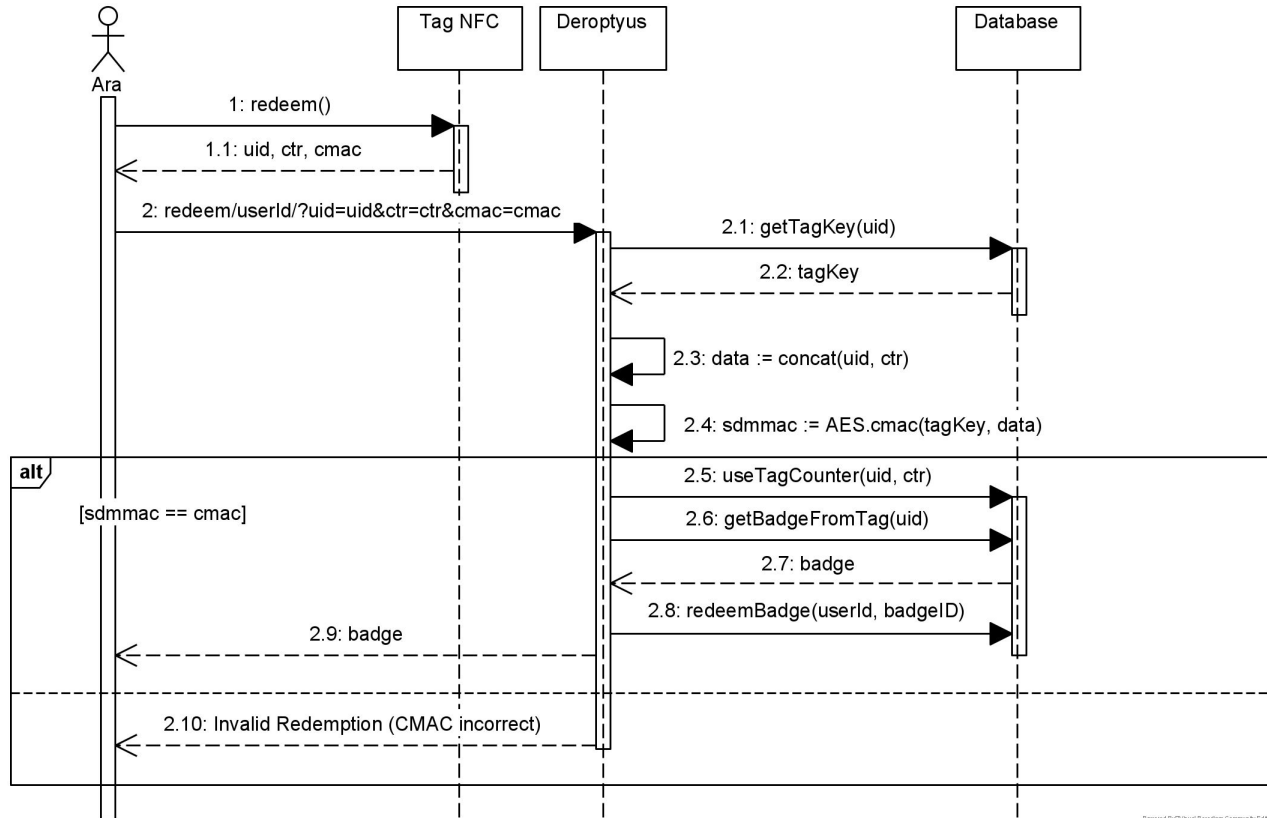 Tag NFC
Deroptyus
Database
Ara
1: redeem()
1.1: uid, ctr, cmac
2: redeem/userId/?uid=uid&ctr=ctr&cmac=cmac
2.1: getTagKey(uid)
2.2: tagKey
2.3: data := concat(uid, ctr)
2.4: sdmmac := AES.cmac(tagKey, data)
alt
2.5: useTagCounter(uid, ctr)
[sdmmac == cmac]
2.6: getBadgeFromTag(uid)
2.7: badge
2.8: redeemBadge(userId, badgeID)
2.9: badge
2.10: Invalid Redemption (CMAC incorrect)